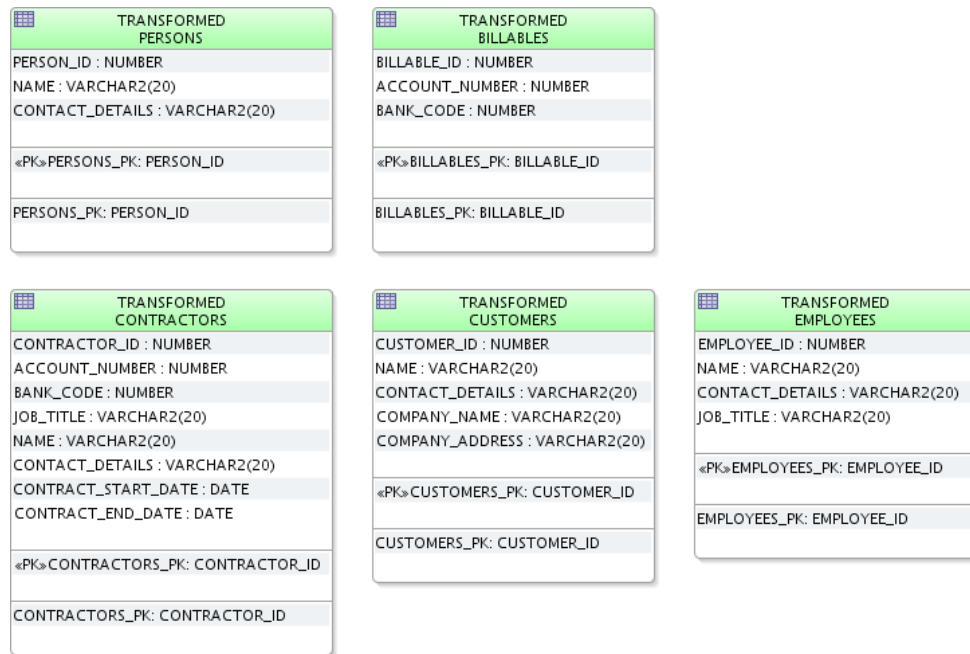 TRANSFORMED
PERSONS
PERSON_ID : NUMBER
NAME : VARCHAR2(20)
CONTACT_DETAILS : VARCHAR2(20)
«PK»PERSONS_PK: PERSON_ID
PERSONS_PK: PERSON_ID
TRANSFORMED
BILLABLES
BILLABLE_ID : NUMBER
ACCOUNT_NUMBER : NUMBER
BANK_CODE : NUMBER
«PK»BILLABLES_PK: BILLABLE_ID
BILLABLES_PK: BILLABLE_ID
TRANSFORMED
CONTRACTORS
CONTRACTOR_ID : NUMBER
ACCOUNT_NUMBER : NUMBER
BANK_CODE : NUMBER
JOB_TITLE : VARCHAR2(20)
NAME : VARCHAR2(20)
CONTACT_DETAILS : VARCHAR2(20)
CONTRACT_START_DATE : DATE
CONTRACT_END_DATE : DATE
«PK»CONTRACTORS_PK: CONTRACTOR_ID
CONTRACTORS_PK: CONTRACTOR_ID
TRANSFORMED
CUSTOMERS
CUSTOMER_ID : NUMBER
NAME : VARCHAR2(20)
CONTACT_DETAILS : VARCHAR2(20)
COMPANY_NAME : VARCHAR2(20)
COMPANY_ADDRESS : VARCHAR2(20)
«PK»CUSTOMERS_PK: CUSTOMER_ID
CUSTOMERS_PK: CUSTOMER_ID
TRANSFORMED
EMPLOYEES
EMPLOYEE_ID : NUMBER
NAME : VARCHAR2(20)
CONTACT_DETAILS : VARCHAR2(20)
JOB_TITLE : VARCHAR2(20)
«PK»EMPLOYEES_PK: EMPLOYEE_ID
EMPLOYEES_PK: EMPLOYEE_ID